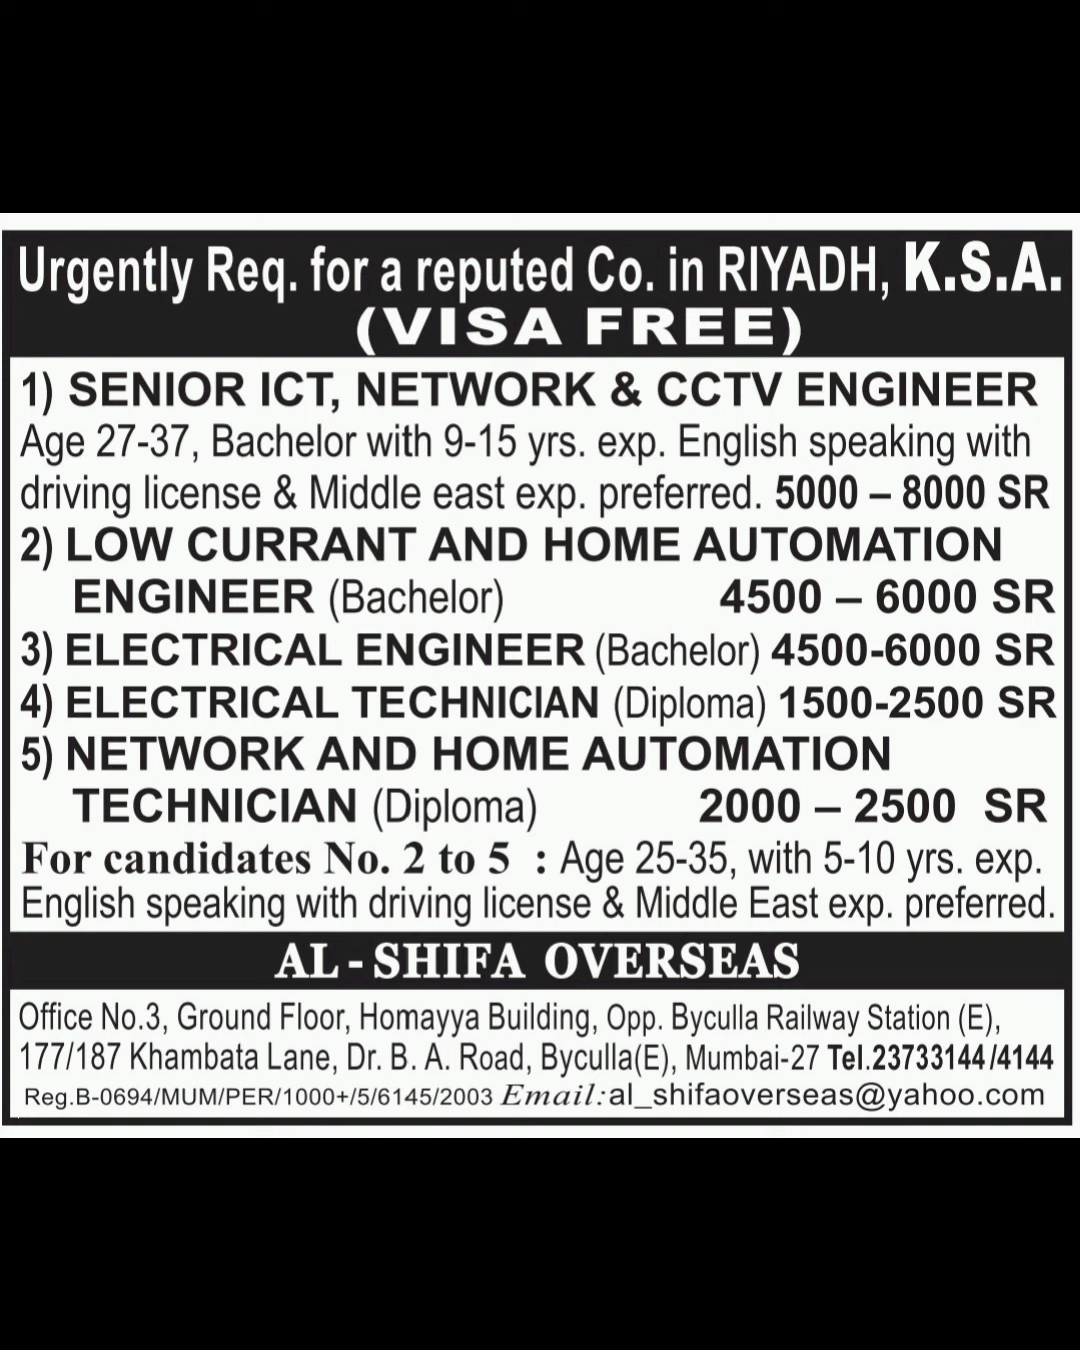 Urgently Req. for a reputed Co. in RIYADH, K.S.A.
(VISA FREE)
1) SENIOR ICT, NETWORK & CCTV ENGINEER
Age 27-37, Bachelor with 9-15 yrs. exp. English speaking with
driving license & Middle east exp. preferred. 5000 – 8000 SR
2) LOW CURRANT AND HOME AUTOMATION
ENGINEER (Bachelor) 4500 – 6000 SR
3) ELECTRICAL ENGINEER (Bachelor) 4500-6000 SR
4) ELECTRICAL TECHNICIAN (Diploma) 1500-2500 SR
5) NETWORK AND HOME AUTOMATION
TECHNICIAN (Diploma) 2000 – 2500 SR
For candidates No. 2 to 5 : Age 25-35, with 5-10 yrs. exp.
English speaking with driving license & Middle East exp. preferred.
AL - SHIFA OVERSEAS
Office No.3, Ground Floor, Homayya Building, Opp. Byculla Railway Station (E),
177/187 Khambata Lane, Dr. B. A. Road, Byculla(E), Mumbai-27 Tel.23733144/4144
Reg.B-0694/MUM/PER/1000+/5/6145/2003 Email:al_shifaoverseas@yahoo.com